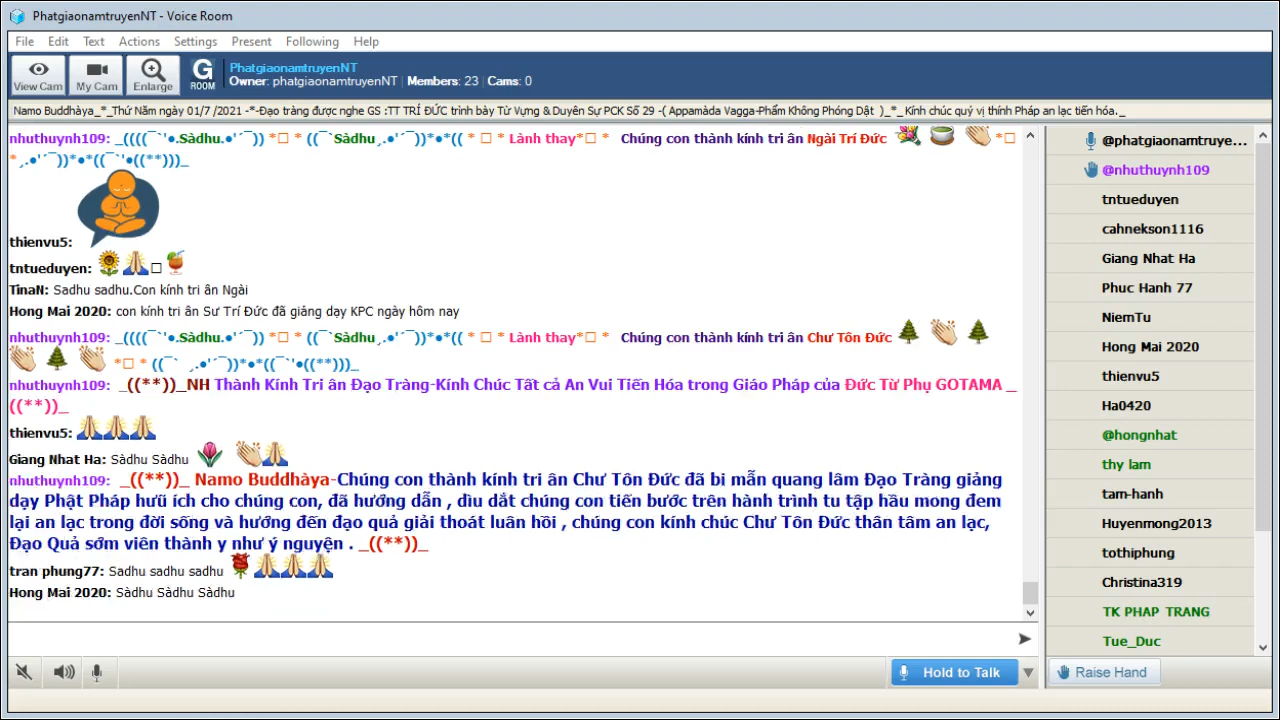 PhatgiaonamtruyenNT - Voice Room
File Edit Text Actions Settings Present Following Help
View Cam My Cam Enlarge G ROOM
PhatgiaonamtruyenNT
Owner: phatgiaonamtruyenNT | Members: 23 | Cams: 0
Namo Buddhàya_*_Thứ Năm ngày 01/7 /2021 -*-Đạo tràng được nghe GS :TT TRÍ ĐỨC trình bày Từ Vựng & Duyên Sự PCK Số 29 -( Appamàda Vagga-Phẩm Không Phóng Dật )_*_ Kính chúc quý vị thính Pháp an lạc tiến hóa._
nhuthuynh109: _((((¯`'•.Sàdhu.•'´¯)) *□ * ((¯`Sàdhu¸.•'´¯))*•*(( * □ * Lành thay*□ * Chúng con thành kính tri ân Ngài Trí Đức *□
*¸.•'´¯))*•*((¯`'•((**)))_
thienvu5:
tntueduyen: □
TinaN: Sadhu sadhu.Con kính tri ân Ngài
Hong Mai 2020: con kính tri ân Sư Trí Đức đã giảng dạy KPC ngày hôm nay
nhuthuynh109: _((((¯`'•.Sàdhu.•'´¯)) *□ * ((¯`Sàdhu¸.•'´¯))*•*(( * □ * Lành thay*□ * Chúng con thành kính tri ân Chư Tôn Đức
*□ * ((¯` ¸.•'´¯))*•*((¯`'•((**)))_
nhuthuynh109: _((**))_NH Thành Kính Tri ân Đạo Tràng-Kính Chúc Tất cả An Vui Tiến Hóa trong Giáo Pháp của Đức Từ Phụ GOTAMA _
((**))_
thienvu5:
Giang Nhat Ha: Sàdhu Sàdhu
nhuthuynh109: _((**))_ Namo Buddhàya-Chúng con thành kính tri ân Chư Tôn Đức đã bi mẫn quang lâm Đạo Tràng giảng
dạy Phật Pháp hữu ích cho chúng con, đã hướng dẫn , dìu dắt chúng con tiến bước trên hành trình tu tập hầu mong đem
lại an lạc trong đời sống và hướng đến đạo quả giải thoát luân hồi , chúng con kính chúc Chư Tôn Đức thân tâm an lạc,
Đạo Quả sớm viên thành y như ý nguyện . _((**))_
tran phung77: Sadhu sadhu sadhu
Hong Mai 2020: Sàdhu Sàdhu Sàdhu
@phatgiaonamtruye...
@nhuthuynh109
tntueduyen
cahnekson1116
Giang Nhat Ha
Phuc Hanh 77
NiemTu
Hong Mai 2020
thienvu5
Ha0420
@hongnhat
thy lam
tam-hanh
Huyenmong2013
tothiphung
Christina319
TK PHAP TRANG
Tue_Duc
Hold to Talk
Raise Hand